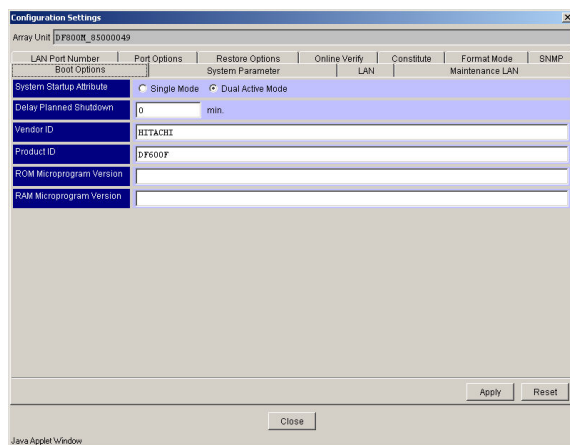 Configuration Settings
Array Unit DF800M_85000049
LAN Port Number Port Options Restore Options Online Verify Constitute Format Mode SNMP
Boot Options System Parameter LAN Maintenance LAN
System Startup Attribute Single Mode Dual Active Mode
Delay Planned Shutdown 0 min.
Vendor ID HITACHI
Product ID DF600F
ROM Microprogram Version
RAM Microprogram Version
Apply Reset
Close
Java Applet Window